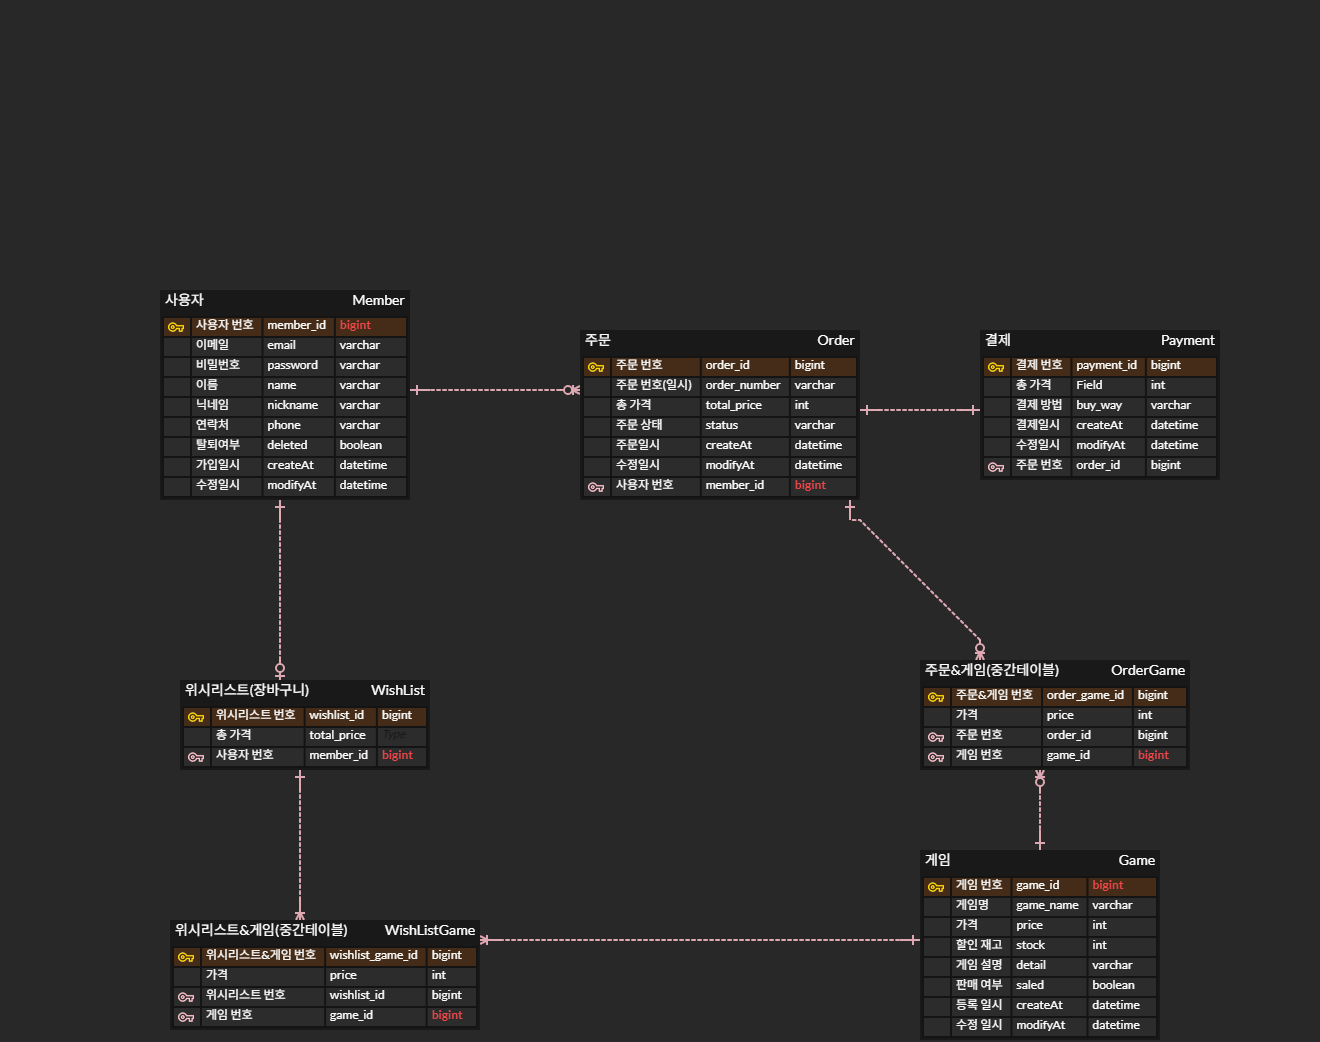 사용자 Member
사용자 번호 member_id bigint
이메일 email varchar
비밀번호 password varchar
이름 name varchar
닉네임 nickname varchar
연락처 phone varchar
탈퇴여부 deleted boolean
가입일시 createAt datetime
수정일시 modifyAt datetime
주문 Order
주문 번호 order_id bigint
주문 번호(일시) order_number varchar
총 가격 total_price int
주문 상태 status varchar
주문일시 createAt datetime
수정일시 modifyAt datetime
사용자 번호 member_id bigint
결제 Payment
결제 번호 payment_id bigint
총 가격 Field int
결제 방법 buy_way varchar
결제일시 createAt datetime
수정일시 modifyAt datetime
주문 번호 order_id bigint
위시리스트(장바구니) WishList
위시리스트 번호 wishlist_id bigint
총 가격 total_price Type
사용자 번호 member_id bigint
주문&게임(중간테이블) OrderGame
주문&게임 번호 order_game_id bigint
가격 price int
주문 번호 order_id bigint
게임 번호 game_id bigint
위시리스트&게임(중간테이블) WishListGame
위시리스트&게임 번호 wishlist_game_id bigint
가격 price int
위시리스트 번호 wishlist_id bigint
게임 번호 game_id bigint
게임 Game
게임 번호 game_id bigint
게임명 game_name varchar
가격 price int
할인 재고 stock int
게임 설명 detail varchar
판매 여부 saled boolean
등록 일시 createAt datetime
수정 일시 modifyAt datetime